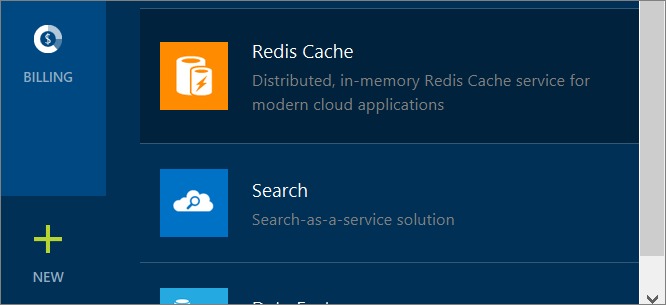 BILLING
Redis Cache
Distributed, in-memory Redis Cache service for
modern cloud applications
Search
Search-as-a-service solution
NEW